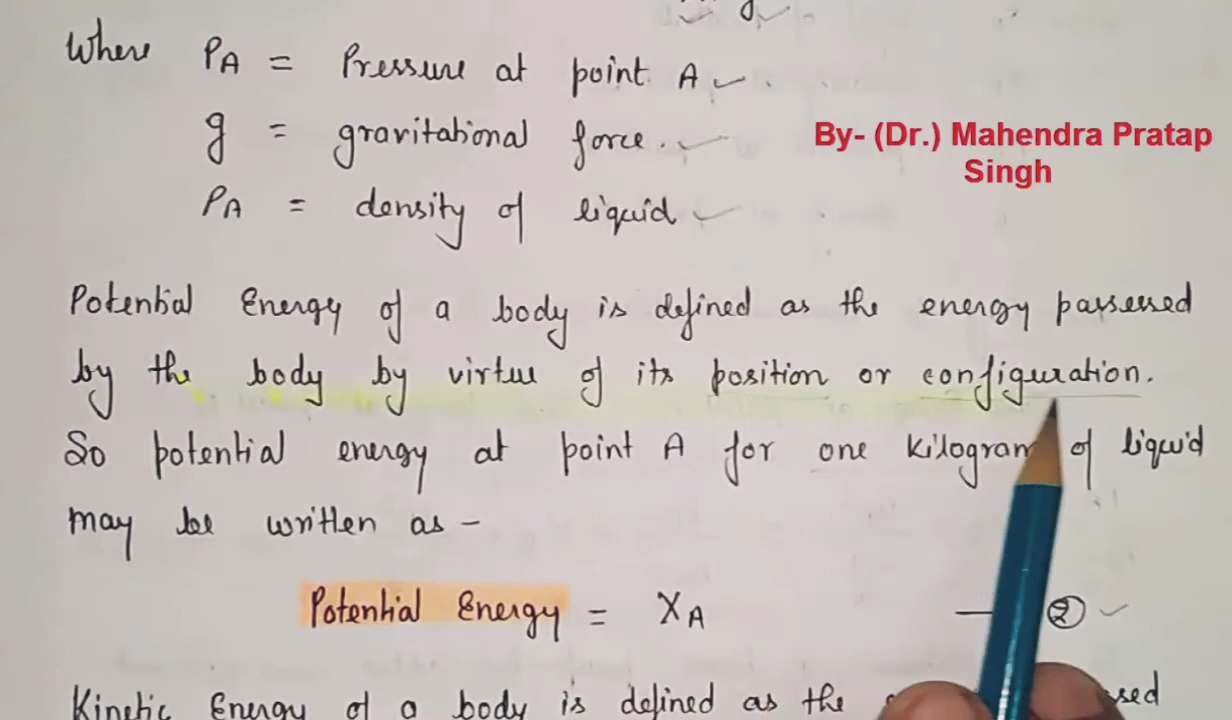 Where PA = Pressure at point A
g = gravitational force.
ρA = density of liquid
By- (Dr.) Mahendra Pratap
Singh
Potential Energy of a body is defined as the energy passessed
by the body by virtue of its position or configuration.
So potential energy at point A for one kilogram of liquid
may be written as -
Potential Energy = XA — ②
Kinetic Energy of a body is defined as the